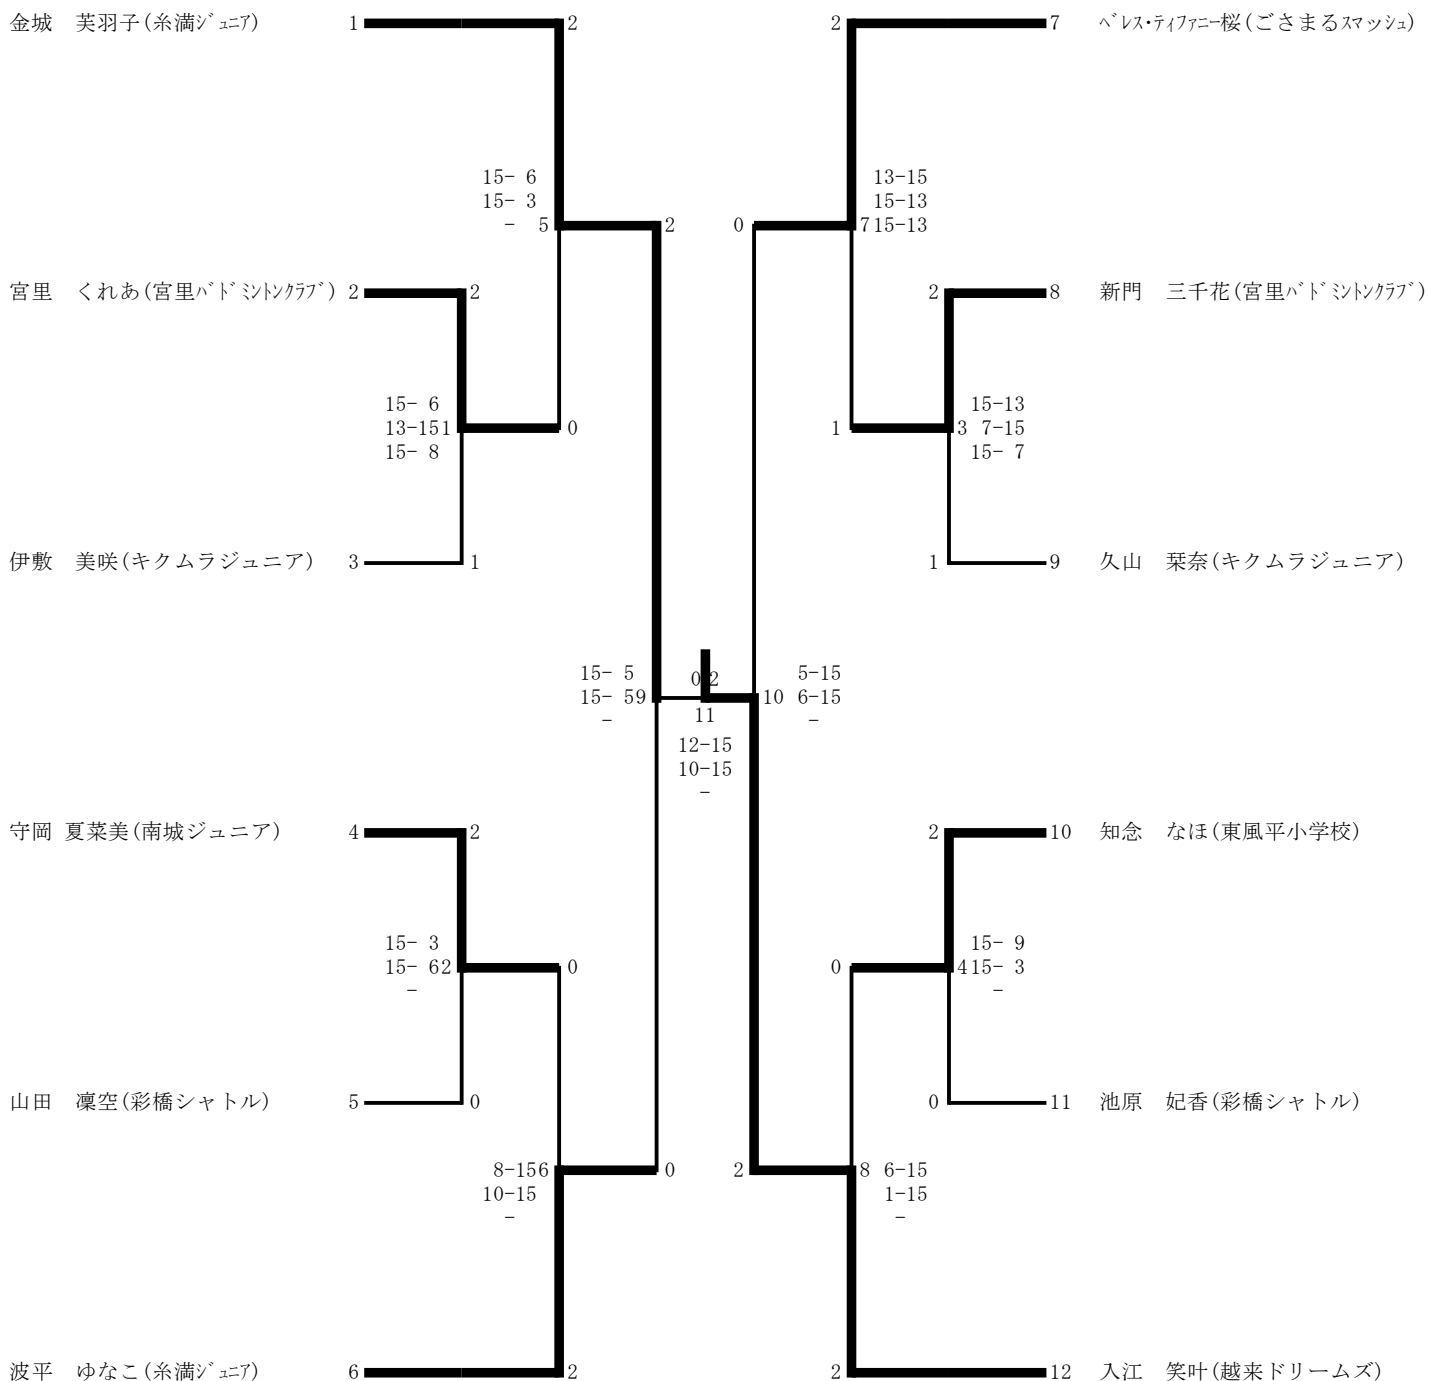 金城　芙羽子(糸満ｼﾞｭﾆｱ) 1 2 2 7 ﾍﾞﾚｽ・ﾃｨﾌｧﾆｰ桜(ごさまるｽﾏｯｼｭ)
15- 6 13-15
15- 3 15-13
- 5 2 0 7 15-13
宮里　くれあ(宮里ﾊﾞﾄﾞﾐﾝﾄﾝｸﾗﾌﾞ) 2 2 2 8 新門　三千花(宮里ﾊﾞﾄﾞﾐﾝﾄﾝｸﾗﾌﾞ)
15- 6 15-13
13-15 1 0 1 3 7-15
15- 8 15- 7
伊敷　美咲(キクムラジュニア) 3 1 1 9 久山　栞奈(キクムラジュニア)
15- 5 0 2 5-15
15- 5 9 10 6-15
- 11 -
12-15
10-15
-
守岡 夏菜美(南城ジュニア) 4 2 2 10 知念　なほ(東風平小学校)
15- 3 15- 9
15- 6 2 0 0 4 15- 3
- -
山田　凜空(彩橋シャトル) 5 0 0 11 池原　妃香(彩橋シャトル)
8-15 6 0 2 8 6-15
10-15 1-15
- -
波平　ゆなこ(糸満ｼﾞｭﾆｱ) 6 2 2 12 入江　笑叶(越来ドリームズ)